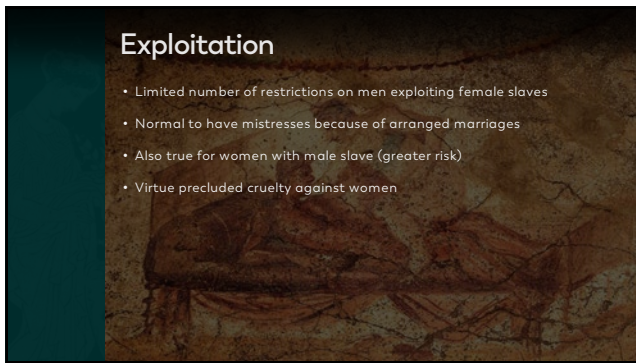 Exploitation
• Limited number of restrictions on men exploiting female slaves
• Normal to have mistresses because of arranged marriages
• Also true for women with male slave (greater risk)
• Virtue precluded cruelty against women